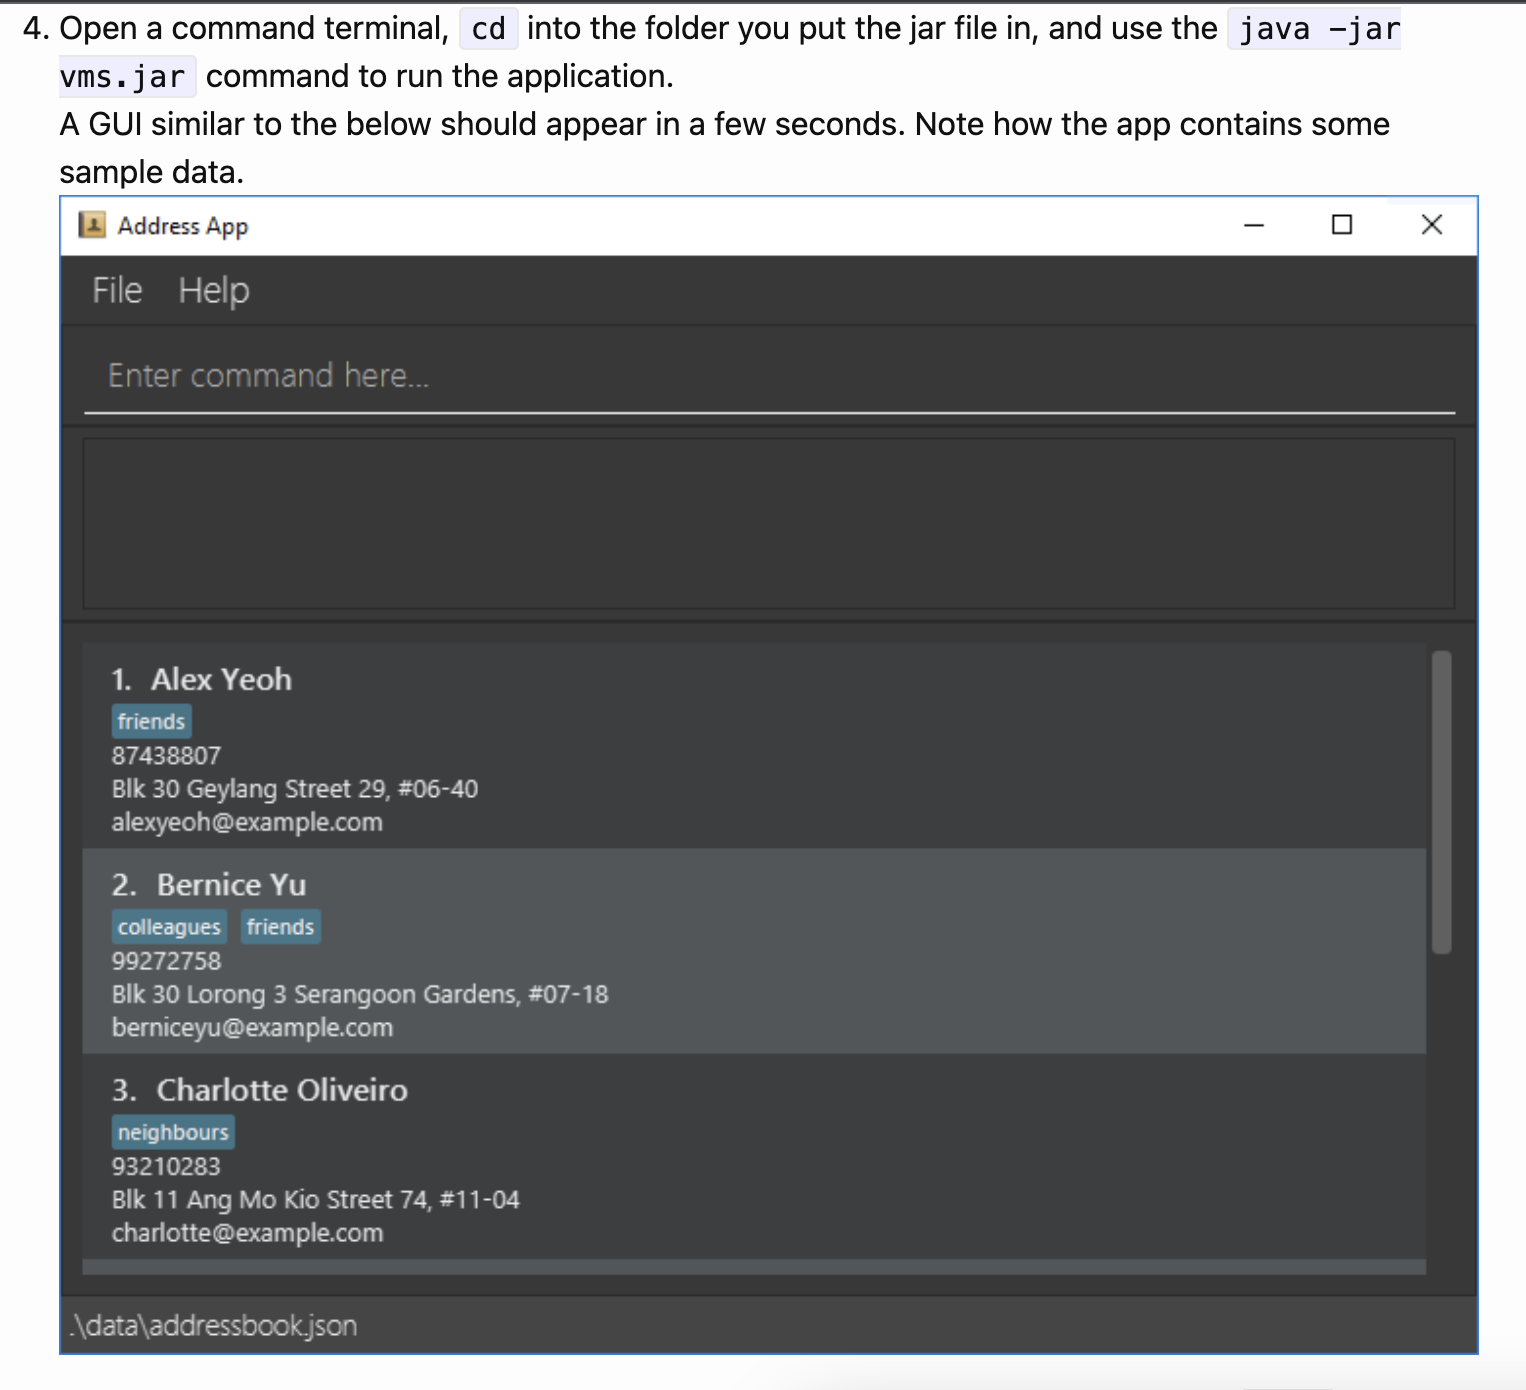 4. Open a command terminal, cd into the folder you put the jar file in, and use the java -jar
vms.jar command to run the application.
A GUI similar to the below should appear in a few seconds. Note how the app contains some
sample data.
Address App
File Help
Enter command here...
1. Alex Yeoh
friends
87438807
Blk 30 Geylang Street 29, #06-40
alexyeoh@example.com
2. Bernice Yu
colleagues friends
99272758
Blk 30 Lorong 3 Serangoon Gardens, #07-18
berniceyu@example.com
3. Charlotte Oliveiro
neighbours
93210283
Blk 11 Ang Mo Kio Street 74, #11-04
charlotte@example.com
.\data\addressbook.json